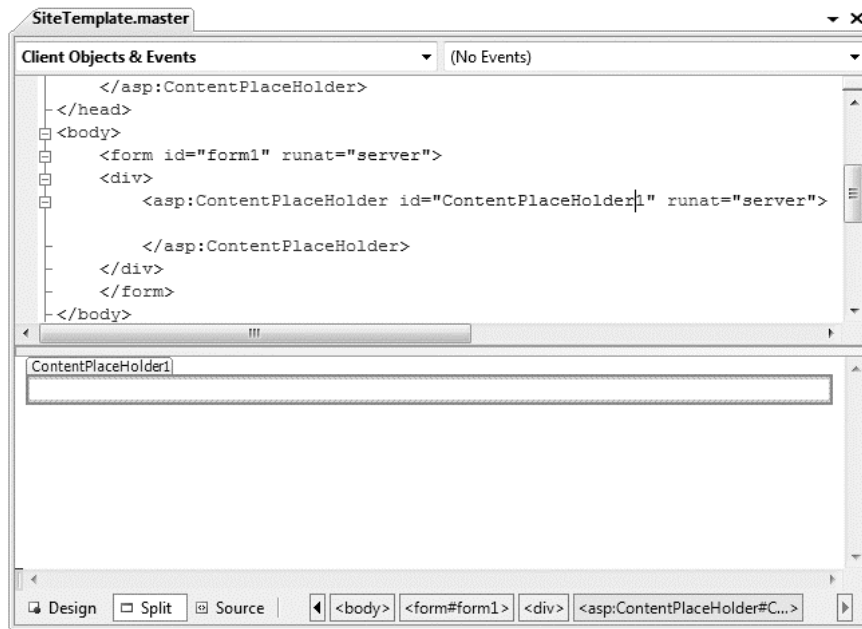 SiteTemplate.master
Client Objects & Events (No Events)
</asp:ContentPlaceHolder>
</head>
<body>
<form id="form1" runat="server">
<div>
<asp:ContentPlaceHolder id="ContentPlaceHolder1" runat="server">
</asp:ContentPlaceHolder>
</div>
</form>
</body>
ContentPlaceHolder1
Design Split Source <body> <form#form1> <div> <asp:ContentPlaceHolder#C...>